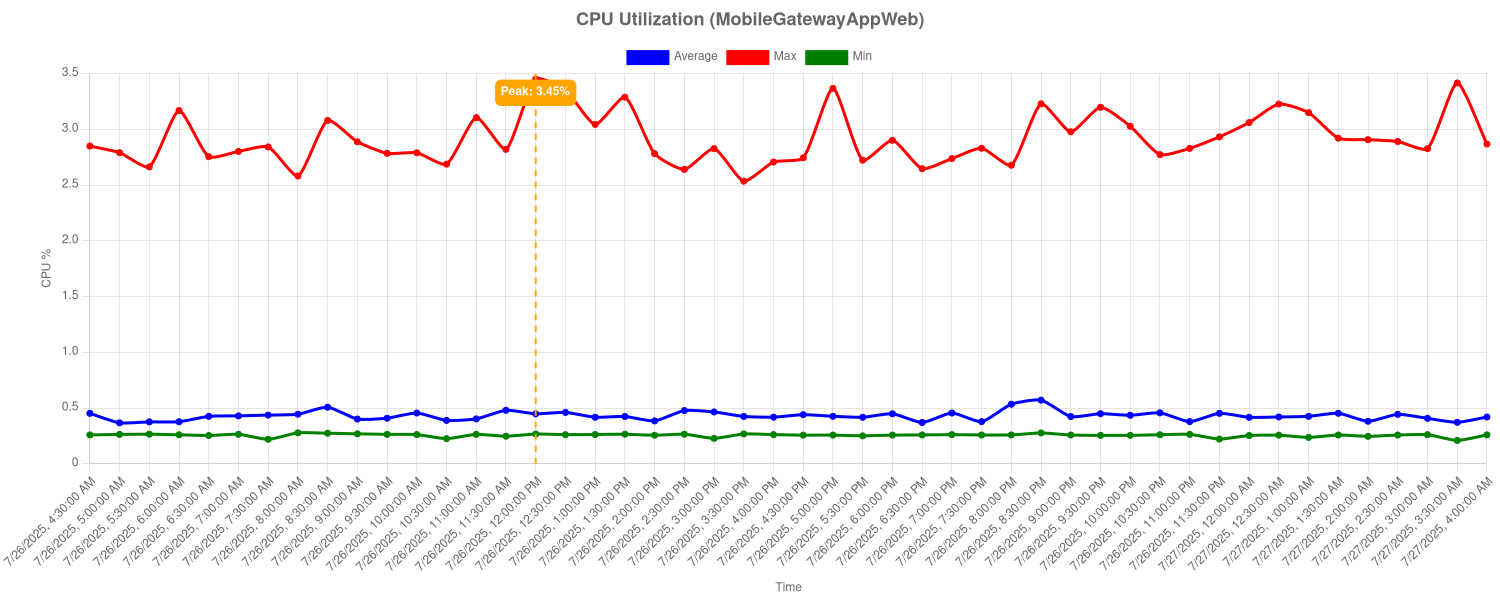 CPU Utilization (MobileGatewayAppWeb)
Average Max Min
Peak: 3.45%
3.5
3.0
2.5
2.0
1.5
1.0
0.5
0
CPU %
7/26/2025, 4:30:00 AM
7/26/2025, 5:00:00 AM
7/26/2025, 5:30:00 AM
7/26/2025, 6:00:00 AM
7/26/2025, 6:30:00 AM
7/26/2025, 7:00:00 AM
7/26/2025, 7:30:00 AM
7/26/2025, 8:00:00 AM
7/26/2025, 8:30:00 AM
7/26/2025, 9:00:00 AM
7/26/2025, 9:30:00 AM
7/26/2025, 10:00:00 AM
7/26/2025, 10:30:00 AM
7/26/2025, 11:00:00 AM
7/26/2025, 11:30:00 AM
7/26/2025, 12:00:00 PM
7/26/2025, 12:30:00 PM
7/26/2025, 1:00:00 PM
7/26/2025, 1:30:00 PM
7/26/2025, 2:00:00 PM
7/26/2025, 2:30:00 PM
7/26/2025, 3:00:00 PM
7/26/2025, 3:30:00 PM
7/26/2025, 4:00:00 PM
7/26/2025, 4:30:00 PM
7/26/2025, 5:00:00 PM
7/26/2025, 5:30:00 PM
7/26/2025, 6:00:00 PM
7/26/2025, 6:30:00 PM
7/26/2025, 7:00:00 PM
7/26/2025, 7:30:00 PM
7/26/2025, 8:00:00 PM
7/26/2025, 8:30:00 PM
7/26/2025, 9:00:00 PM
7/26/2025, 9:30:00 PM
7/26/2025, 10:00:00 PM
7/26/2025, 10:30:00 PM
7/26/2025, 11:00:00 PM
7/26/2025, 11:30:00 PM
7/27/2025, 12:00:00 AM
7/27/2025, 12:30:00 AM
7/27/2025, 1:00:00 AM
7/27/2025, 1:30:00 AM
7/27/2025, 2:00:00 AM
7/27/2025, 2:30:00 AM
7/27/2025, 3:00:00 AM
7/27/2025, 3:30:00 AM
7/27/2025, 4:00:00 AM
Time